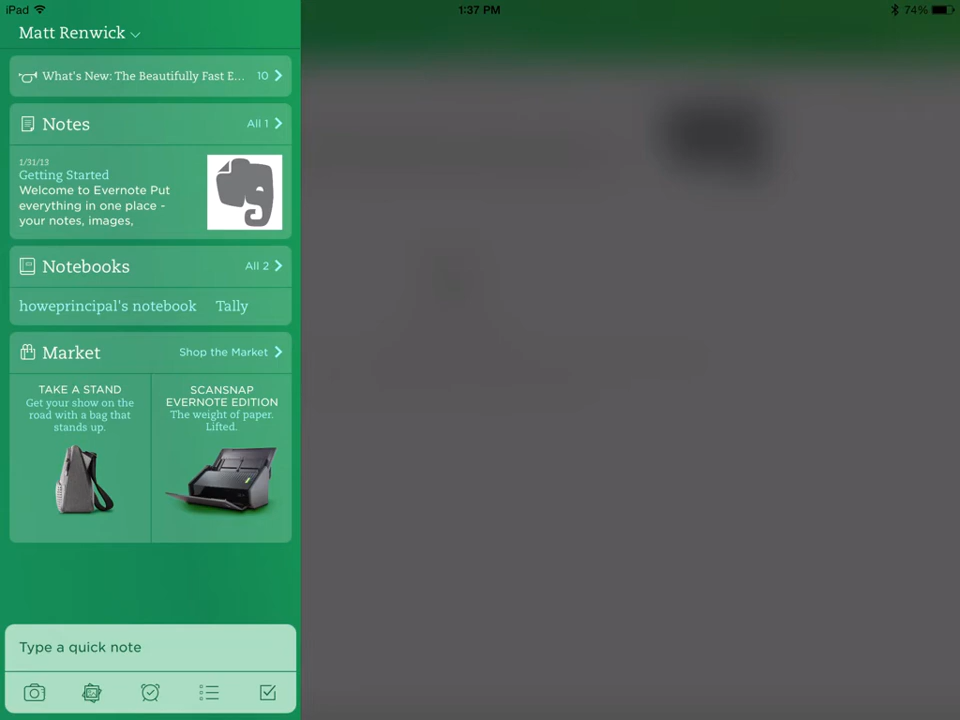 iPad 1:37 PM 74%
Matt Renwick
What's New: The Beautifully Fast E... 10
Notes All 1
1/31/13
Getting Started
Welcome to Evernote Put
everything in one place -
your notes, images,
Notebooks All 2
howeprincipal's notebook Tally
Market Shop the Market
TAKE A STAND
Get your show on the
road with a bag that
stands up.
SCANSNAP
EVERNOTE EDITION
The weight of paper.
Lifted.
Type a quick note